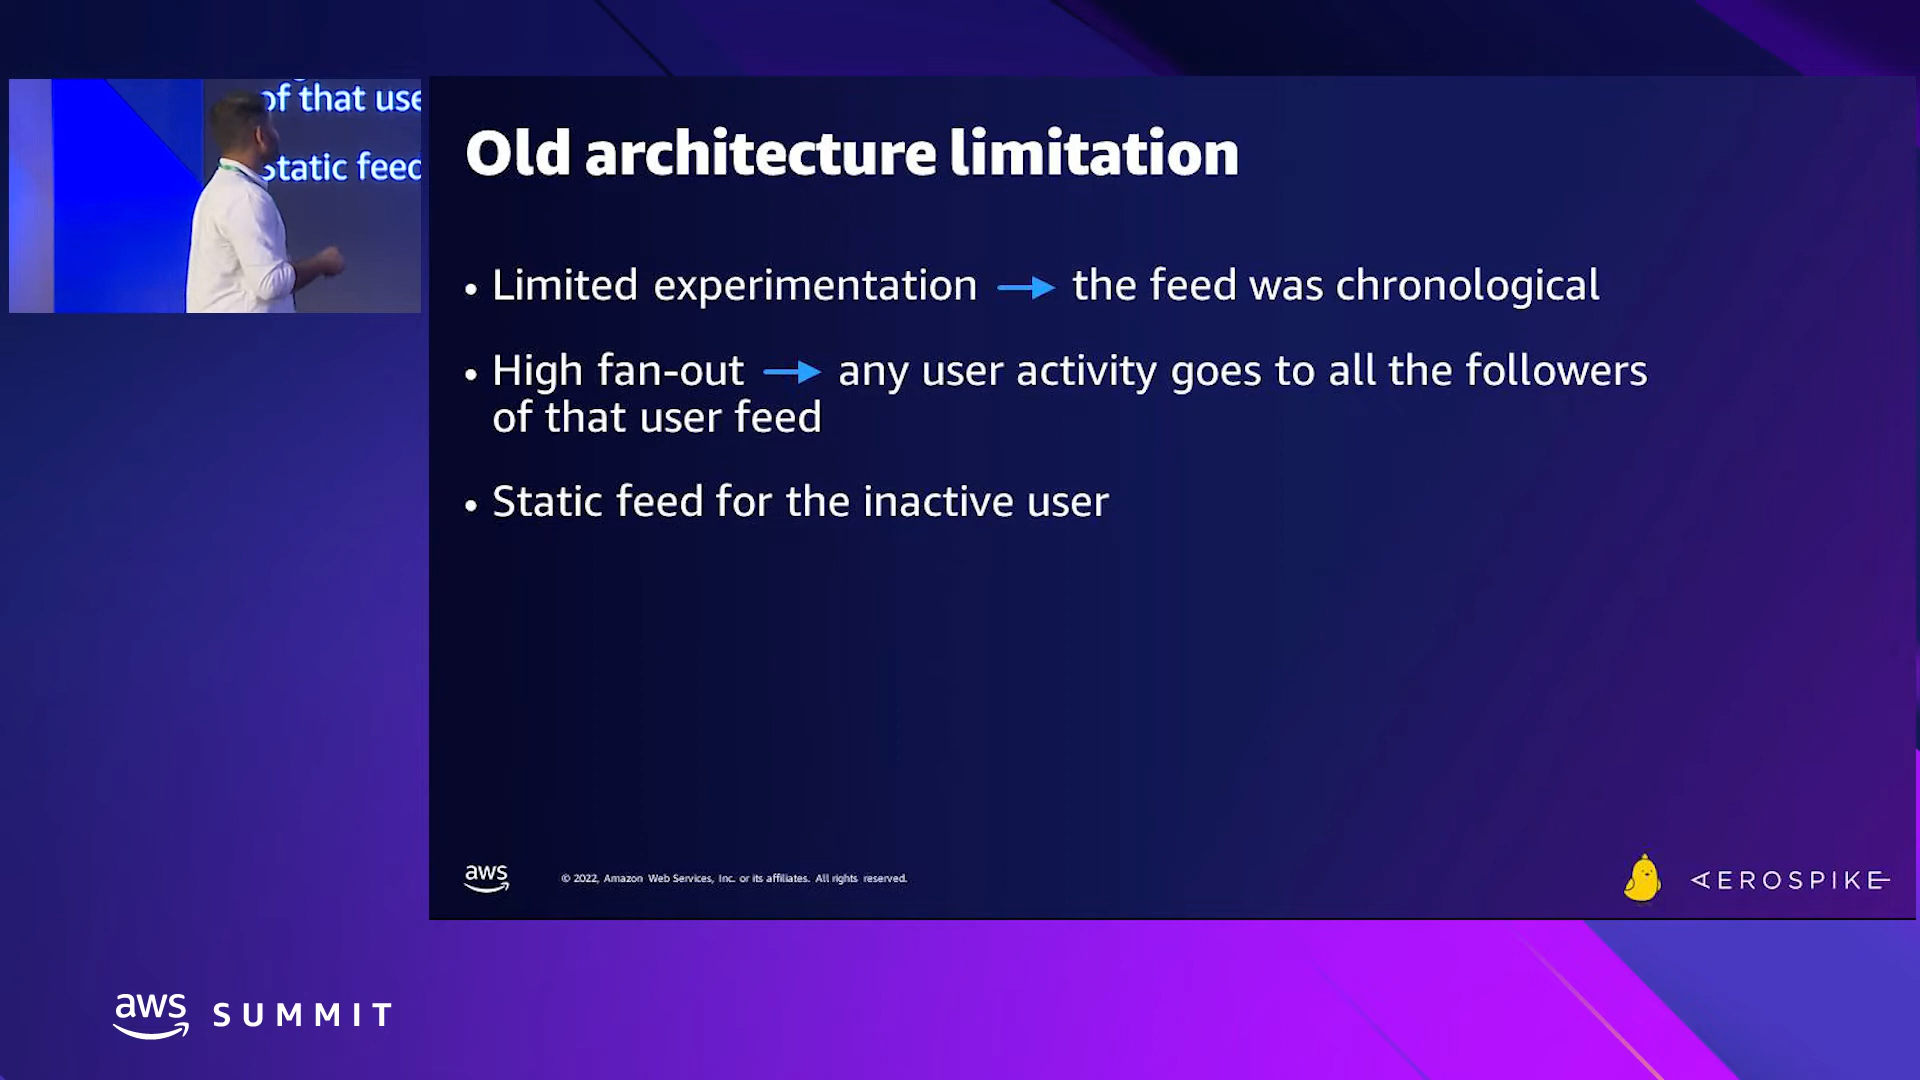 of that use
Static feed
Old architecture limitation
• Limited experimentation → the feed was chronological
• High fan-out → any user activity goes to all the followers
of that user feed
• Static feed for the inactive user
aws
© 2022, Amazon Web Services, Inc. or its affiliates. All rights reserved.
AEROSPIKE
aws SUMMIT